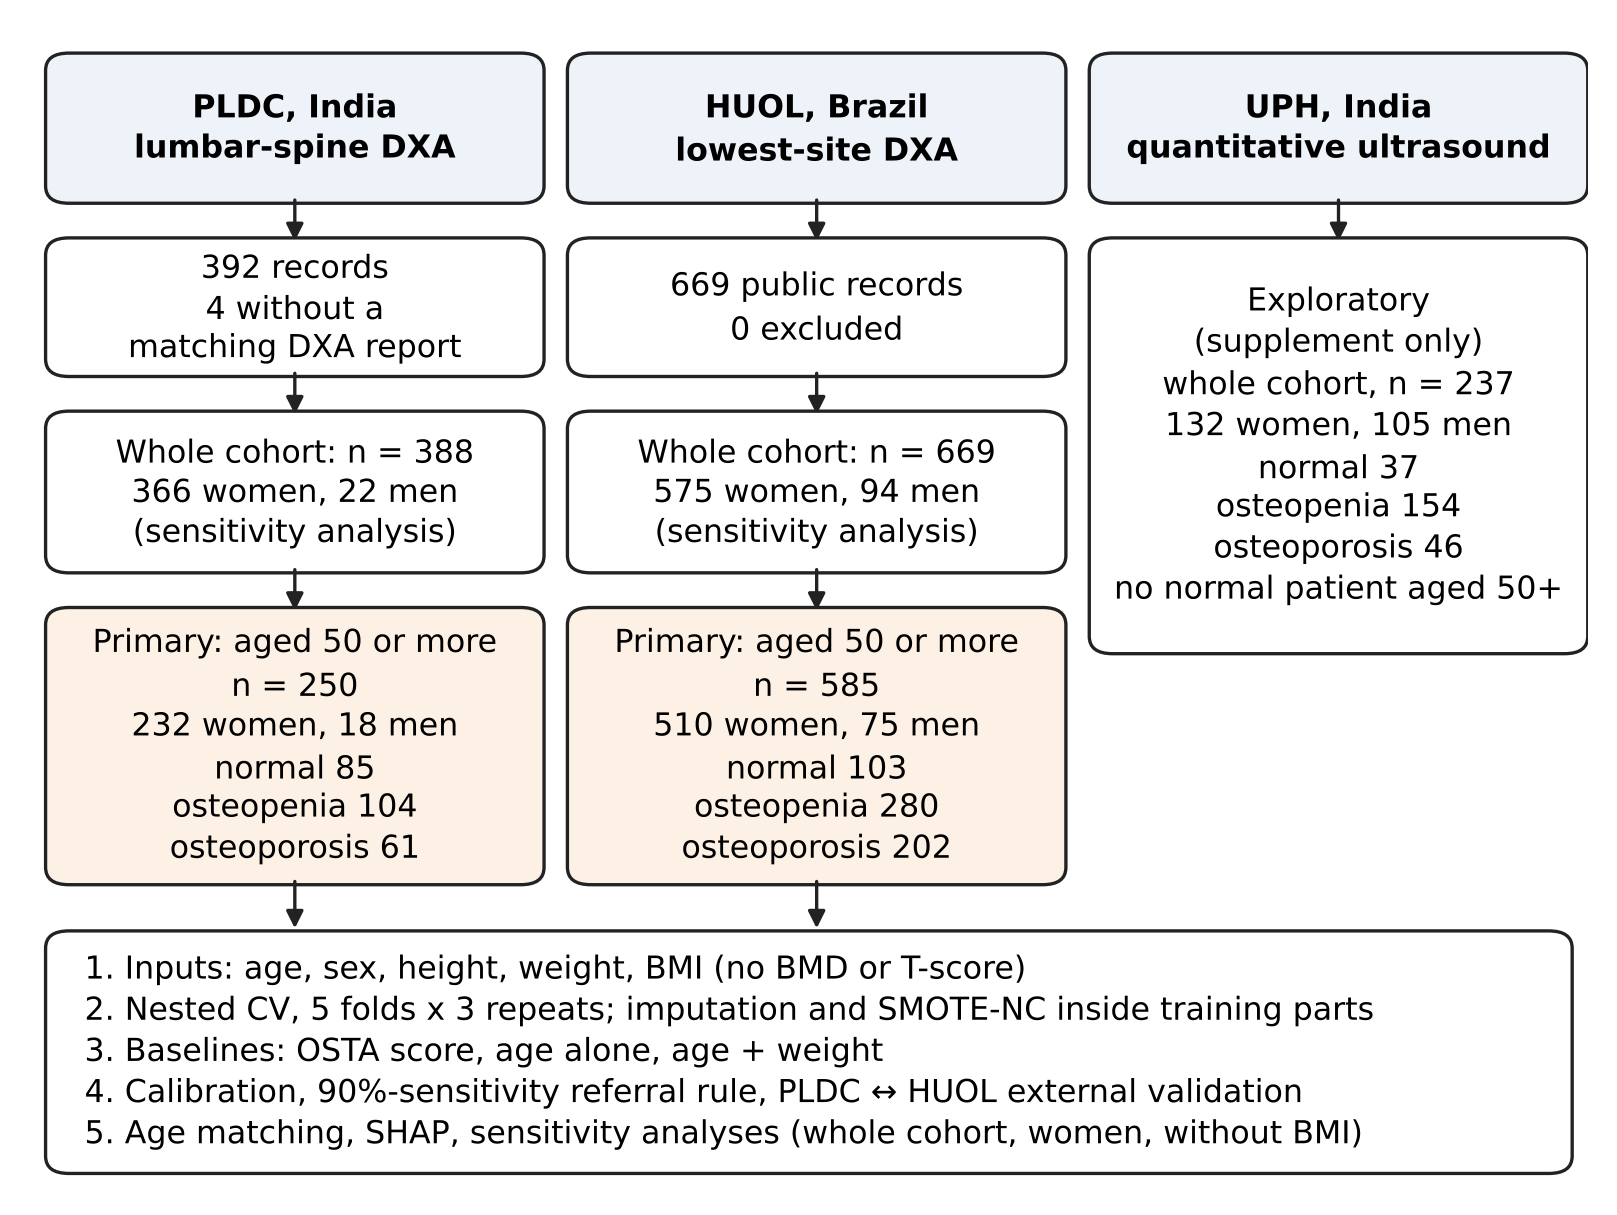 PLDC, India
lumbar-spine DXA
392 records
4 without a
matching DXA report
Whole cohort: n = 388
366 women, 22 men
(sensitivity analysis)
Primary: aged 50 or more
n = 250
232 women, 18 men
normal 85
osteopenia 104
osteoporosis 61
HUOL, Brazil
lowest-site DXA
669 public records
0 excluded
Whole cohort: n = 669
575 women, 94 men
(sensitivity analysis)
Primary: aged 50 or more
n = 585
510 women, 75 men
normal 103
osteopenia 280
osteoporosis 202
UPH, India
quantitative ultrasound
Exploratory
(supplement only)
whole cohort, n = 237
132 women, 105 men
normal 37
osteopenia 154
osteoporosis 46
no normal patient aged 50+
1. Inputs: age, sex, height, weight, BMI (no BMD or T-score)
2. Nested CV, 5 folds x 3 repeats; imputation and SMOTE-NC inside training parts
3. Baselines: OSTA score, age alone, age + weight
4. Calibration, 90%-sensitivity referral rule, PLDC ↔ HUOL external validation
5. Age matching, SHAP, sensitivity analyses (whole cohort, women, without BMI)